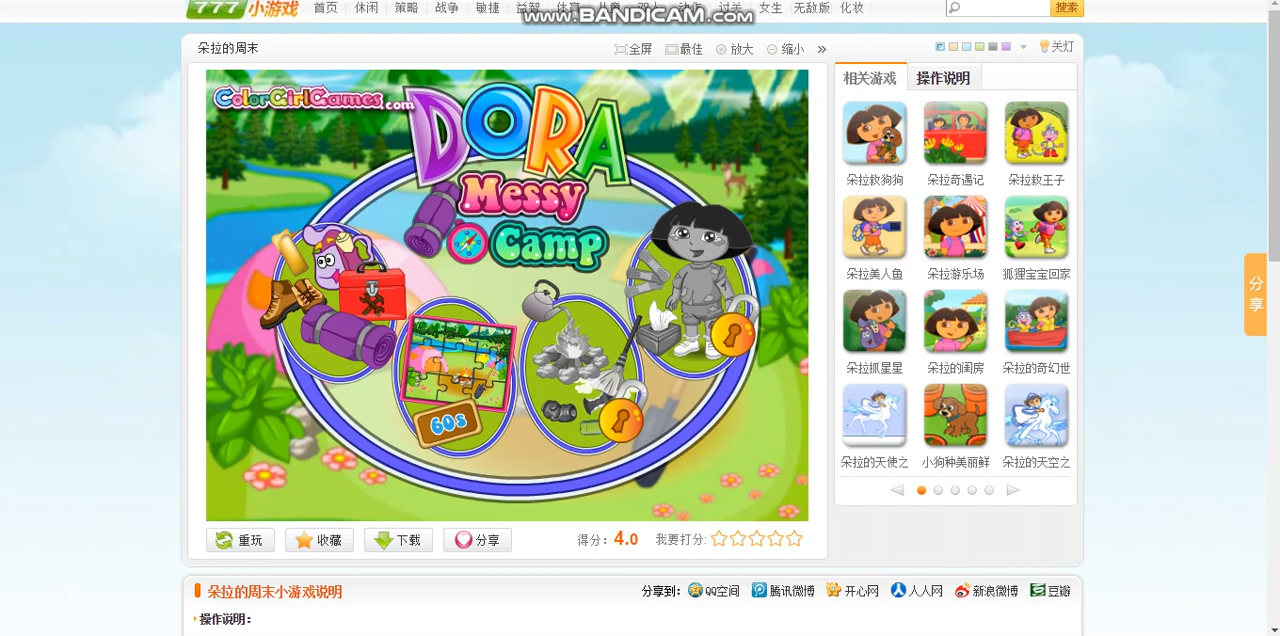 777 小游戏 首页 休闲 策略 战争 敏捷 益智 体育 儿童 双人 动作 过关 女生 无敌版 化妆 搜索
www.BANDICAM.com
朵拉的周末 全屏 最佳 放大 缩小 » 关灯
相关游戏 操作说明
ColorGirlGames.com
DORA
Messy
Camp
60s
朵拉救狗狗 朵拉奇遇记 朵拉救王子
朵拉美人鱼 朵拉游乐场 狐狸宝宝回家
朵拉抓星星 朵拉的闺房 朵拉的奇幻世
朵拉的天使之 小狗种美丽鲜 朵拉的天空之
分享
重玩 收藏 下载 分享 得分: 4.0 我要打分:
朵拉的周末小游戏说明 分享到: QQ空间 腾讯微博 开心网 人人网 新浪微博 豆瓣
操作说明: